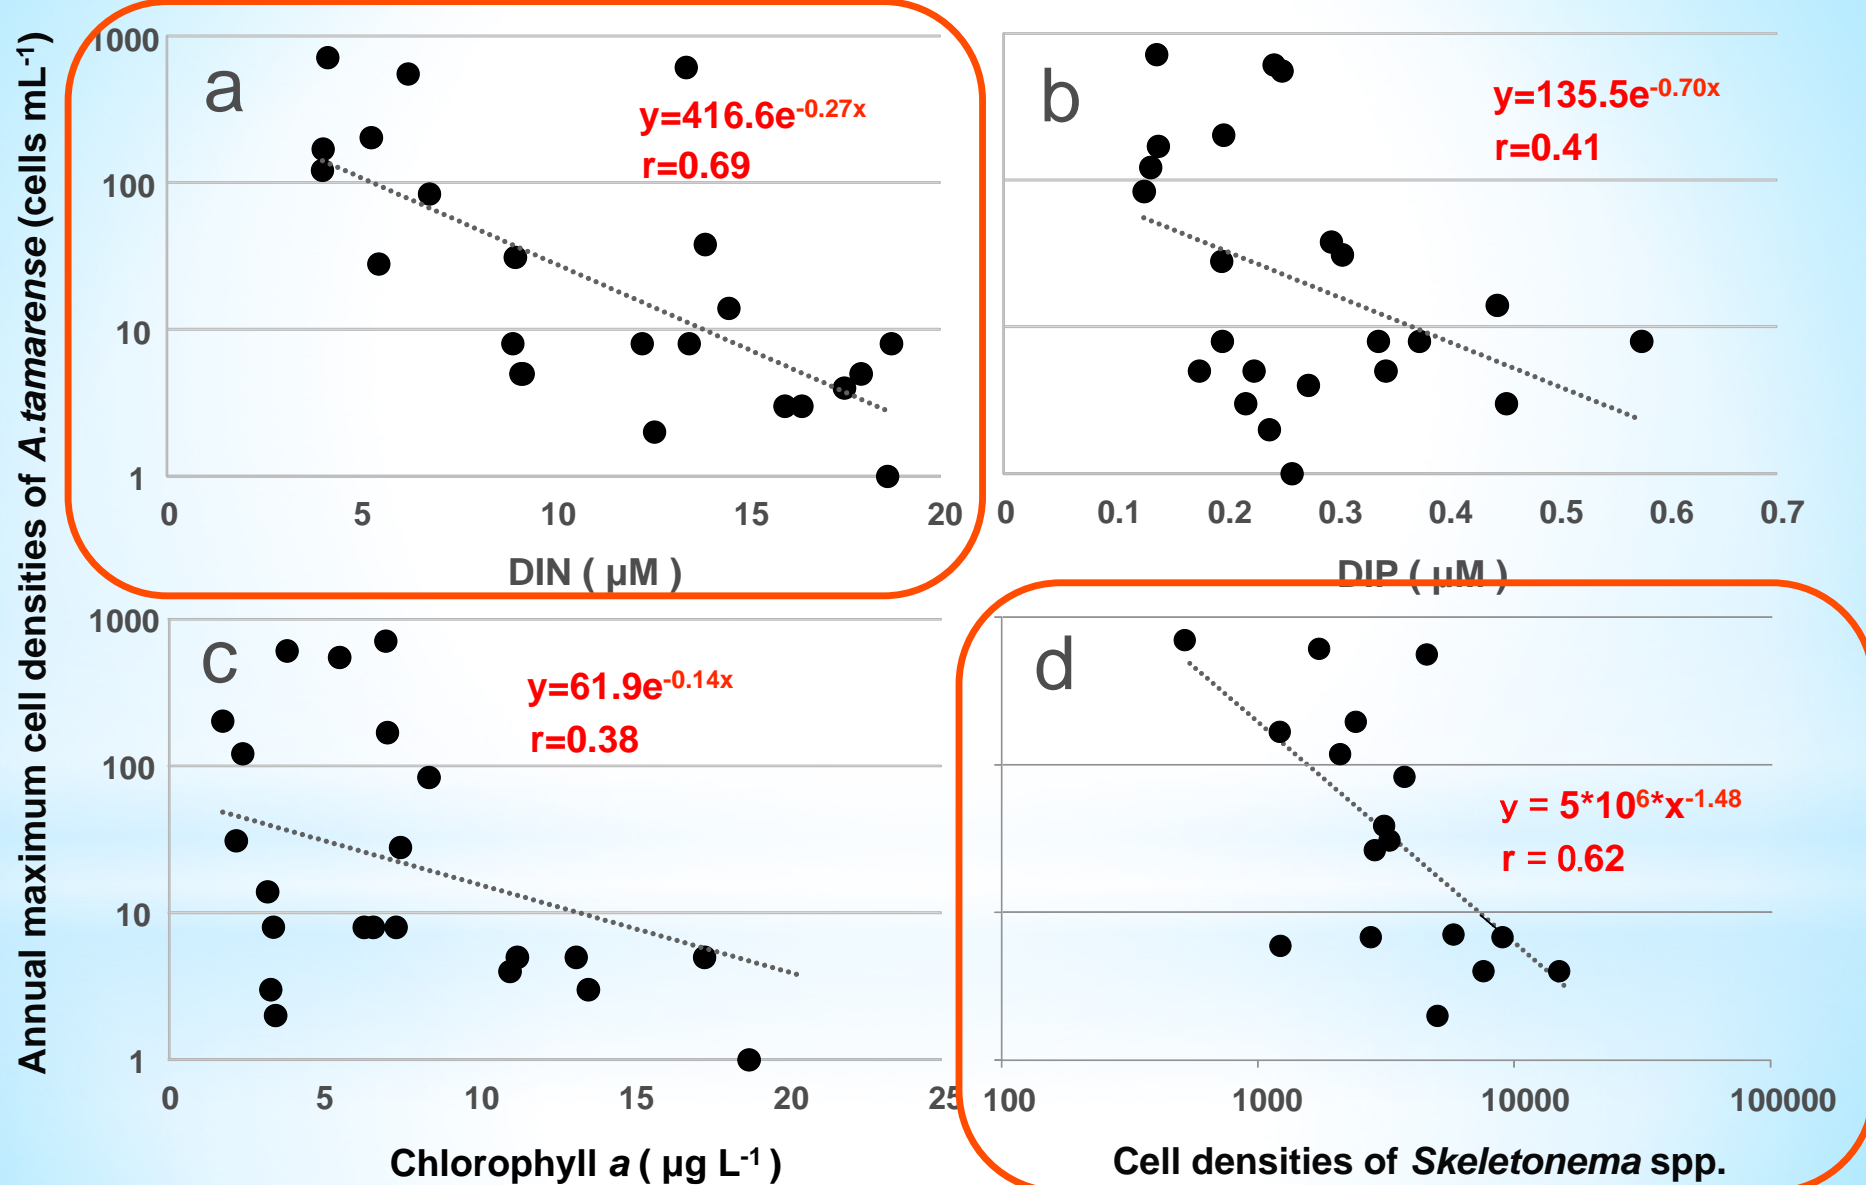 Annual maximum cell densities of A.tamarense (cells mL-1)
1000
100
10
1
a
y=416.6e-0.27x
r=0.69
0 5 10 15 20
DIN ( µM )
b
y=135.5e-0.70x
r=0.41
0 0.1 0.2 0.3 0.4 0.5 0.6 0.7
DIP ( µM )
1000
100
10
1
c
y=61.9e-0.14x
r=0.38
0 5 10 15 20 25
Chlorophyll a ( µg L-1 )
d
y = 5*10^6*x-1.48
r = 0.62
100 1000 10000 100000
Cell densities of Skeletonema spp.